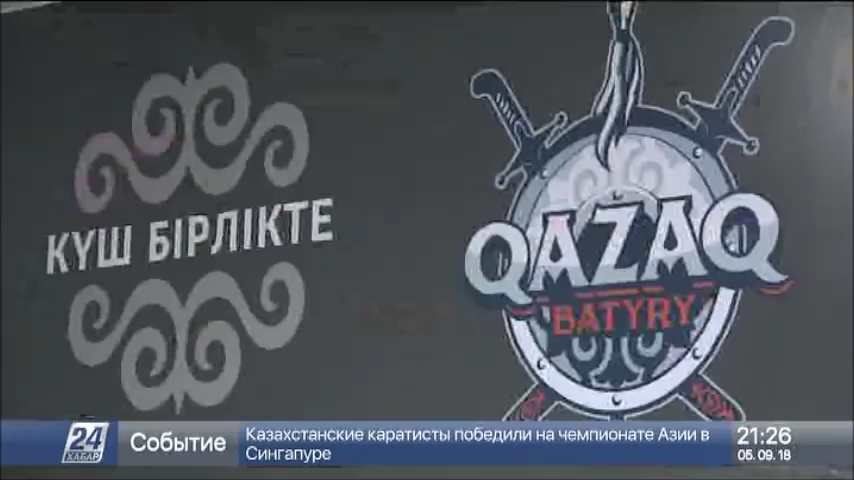 КҮШ БІРЛІКТЕ
QAZAQ
BATYRY
24
ХАБАР
Событие
Казахстанские каратисты победили на чемпионате Азии в
Сингапуре
21:26
05.09.18